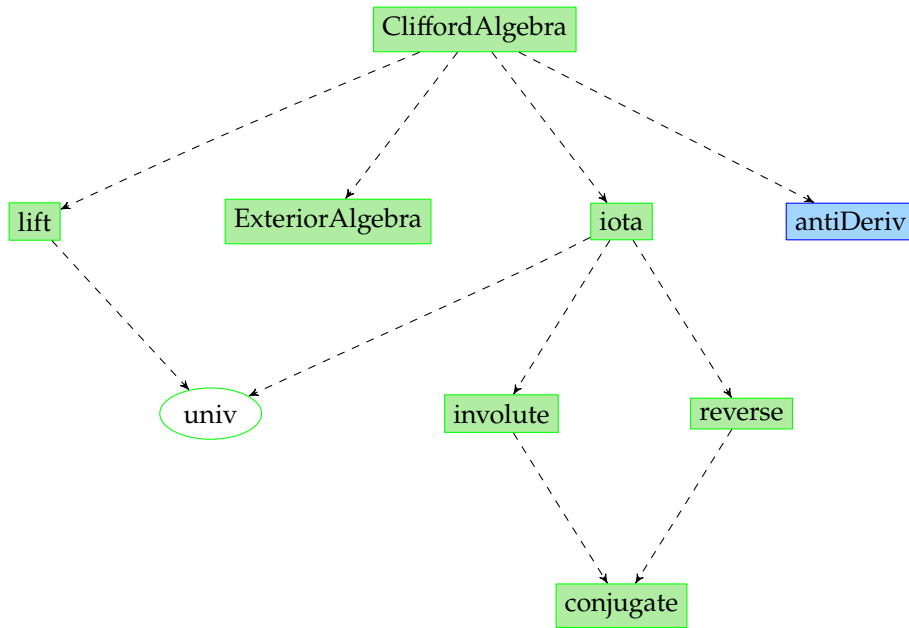 CliffordAlgebra
lift
ExteriorAlgebra
iota
antiDeriv
univ
involute
reverse
conjugate